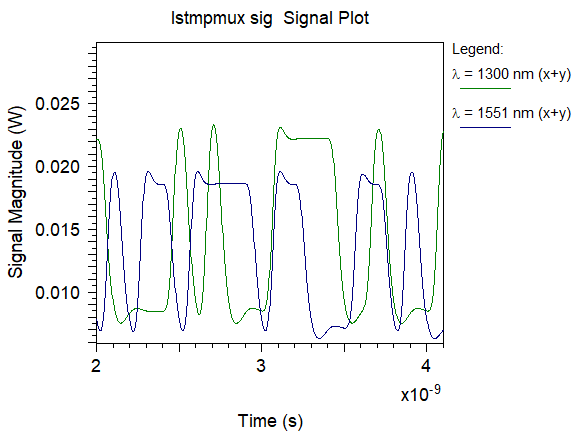 lstmpmux sig  Signal Plot
Legend:
λ = 1300 nm (x+y)
λ = 1551 nm (x+y)
Signal Magnitude (W)
0.025
0.020
0.015
0.010
2 3 4
x10-9
Time (s)